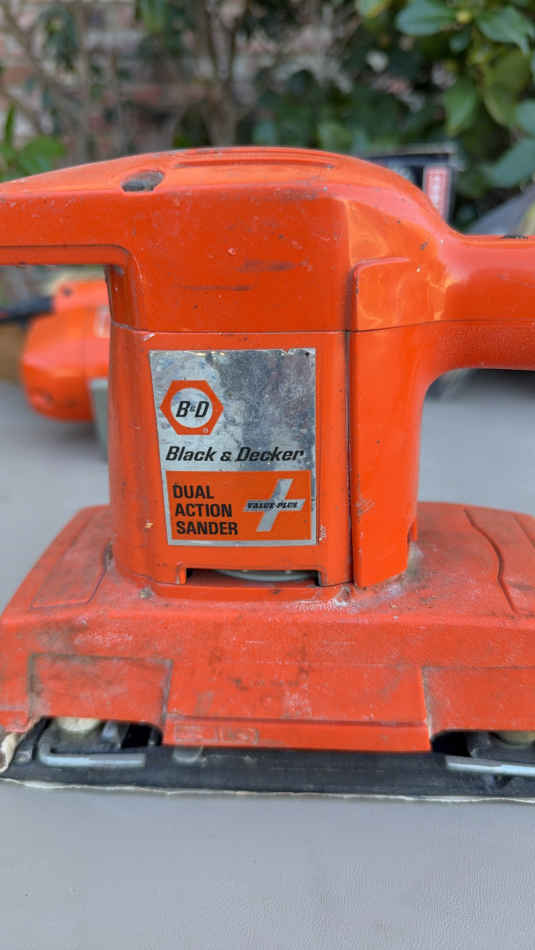 B&D
®
Black & Decker
DUAL
ACTION
SANDER
VALUE PLUS